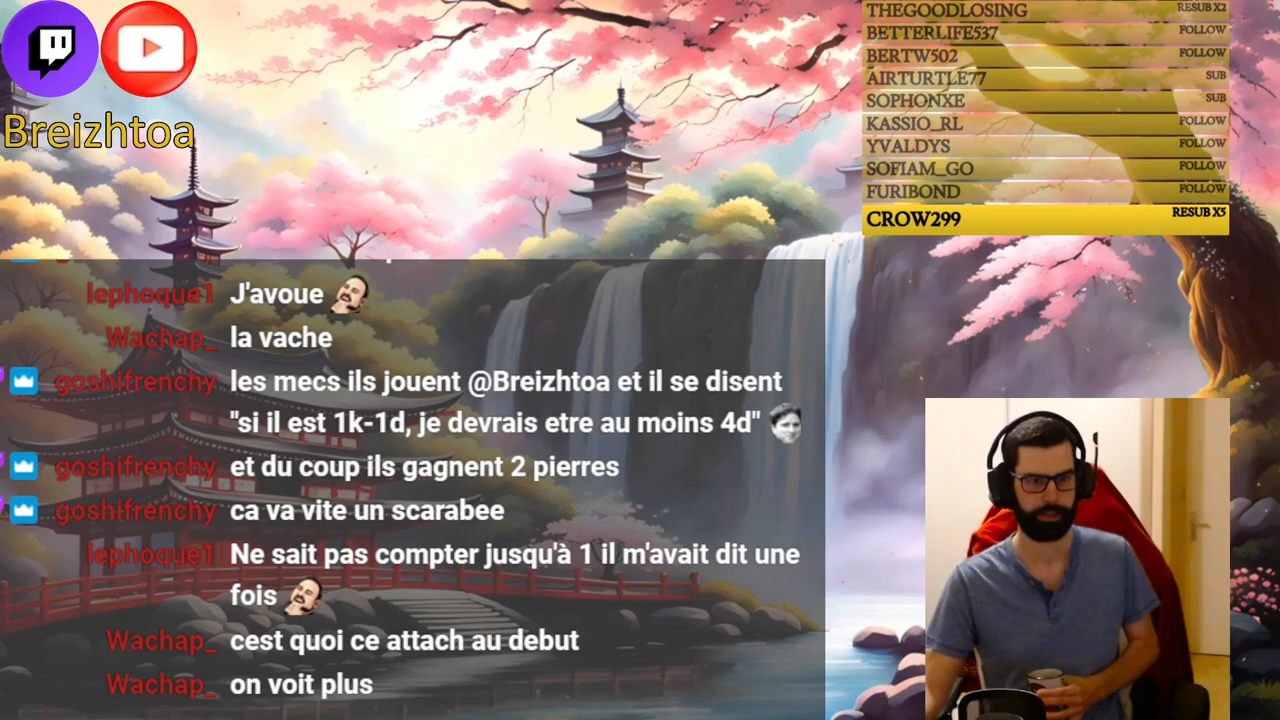 Breizhtoa
THEGOODLOSING RESUB X2
BETTERLIFE537 FOLLOW
BERTW502 FOLLOW
AIRTURTLE77 SUB
SOPHONXE SUB
KASSIO_RL FOLLOW
YVALDYS FOLLOW
SOFIAM_GO FOLLOW
FURIBOND FOLLOW
CROW299 RESUB X5
lephoque1 J'avoue
Wachap_ la vache
goshifrenchy les mecs ils jouent @Breizhtoa et il se disent
"si il est 1k-1d, je devrais etre au moins 4d"
goshifrenchy et du coup ils gagnent 2 pierres
goshifrenchy ca va vite un scarabee
lephoque1 Ne sait pas compter jusqu'à 1 il m'avait dit une
fois
Wachap_ cest quoi ce attach au debut
Wachap_ on voit plus